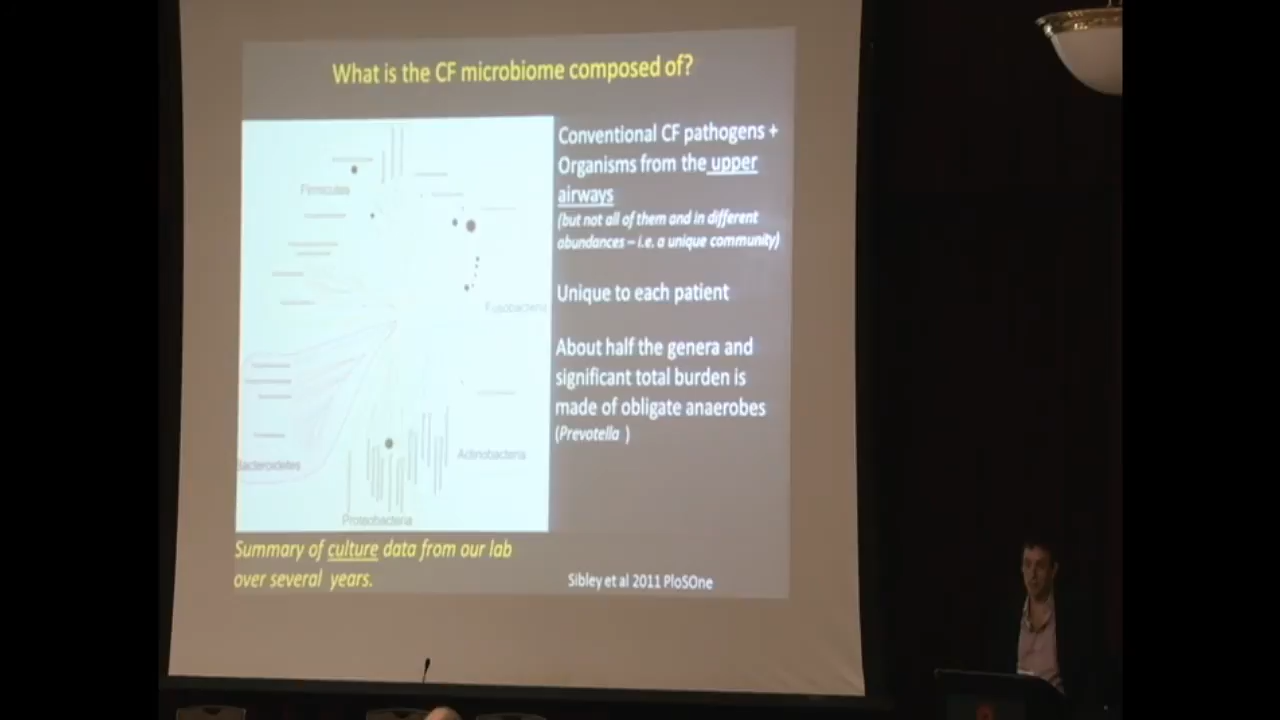 What is the CF microbiome composed of?
Firmicutes
Fusobacteria
Bacteroidetes
Actinobacteria
Proteobacteria
Conventional CF pathogens +
Organisms from the upper
airways
(but not all of them and in different
abundances – i.e. a unique community)
Unique to each patient
About half the genera and
significant total burden is
made of obligate anaerobes
(Prevotella )
Summary of culture data from our lab
over several years.
Sibley et al 2011 PloSOne